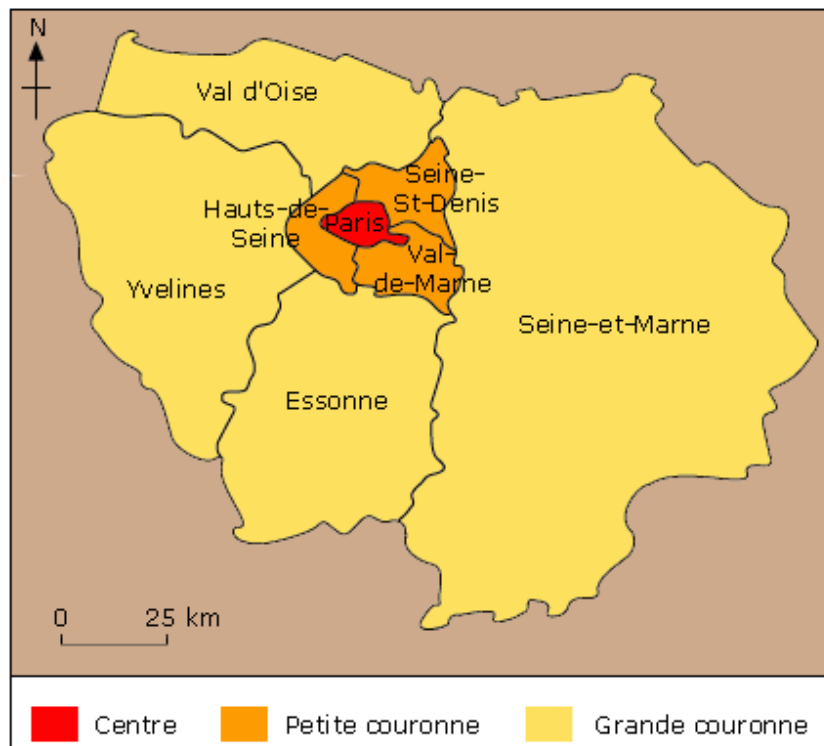 N
Val d'Oise
Seine-
St-Denis
Hauts-de-
Seine
Paris
Val-
de-Marne
Yvelines
Seine-et-Marne
Essonne
0 25 km
Centre Petite couronne Grande couronne